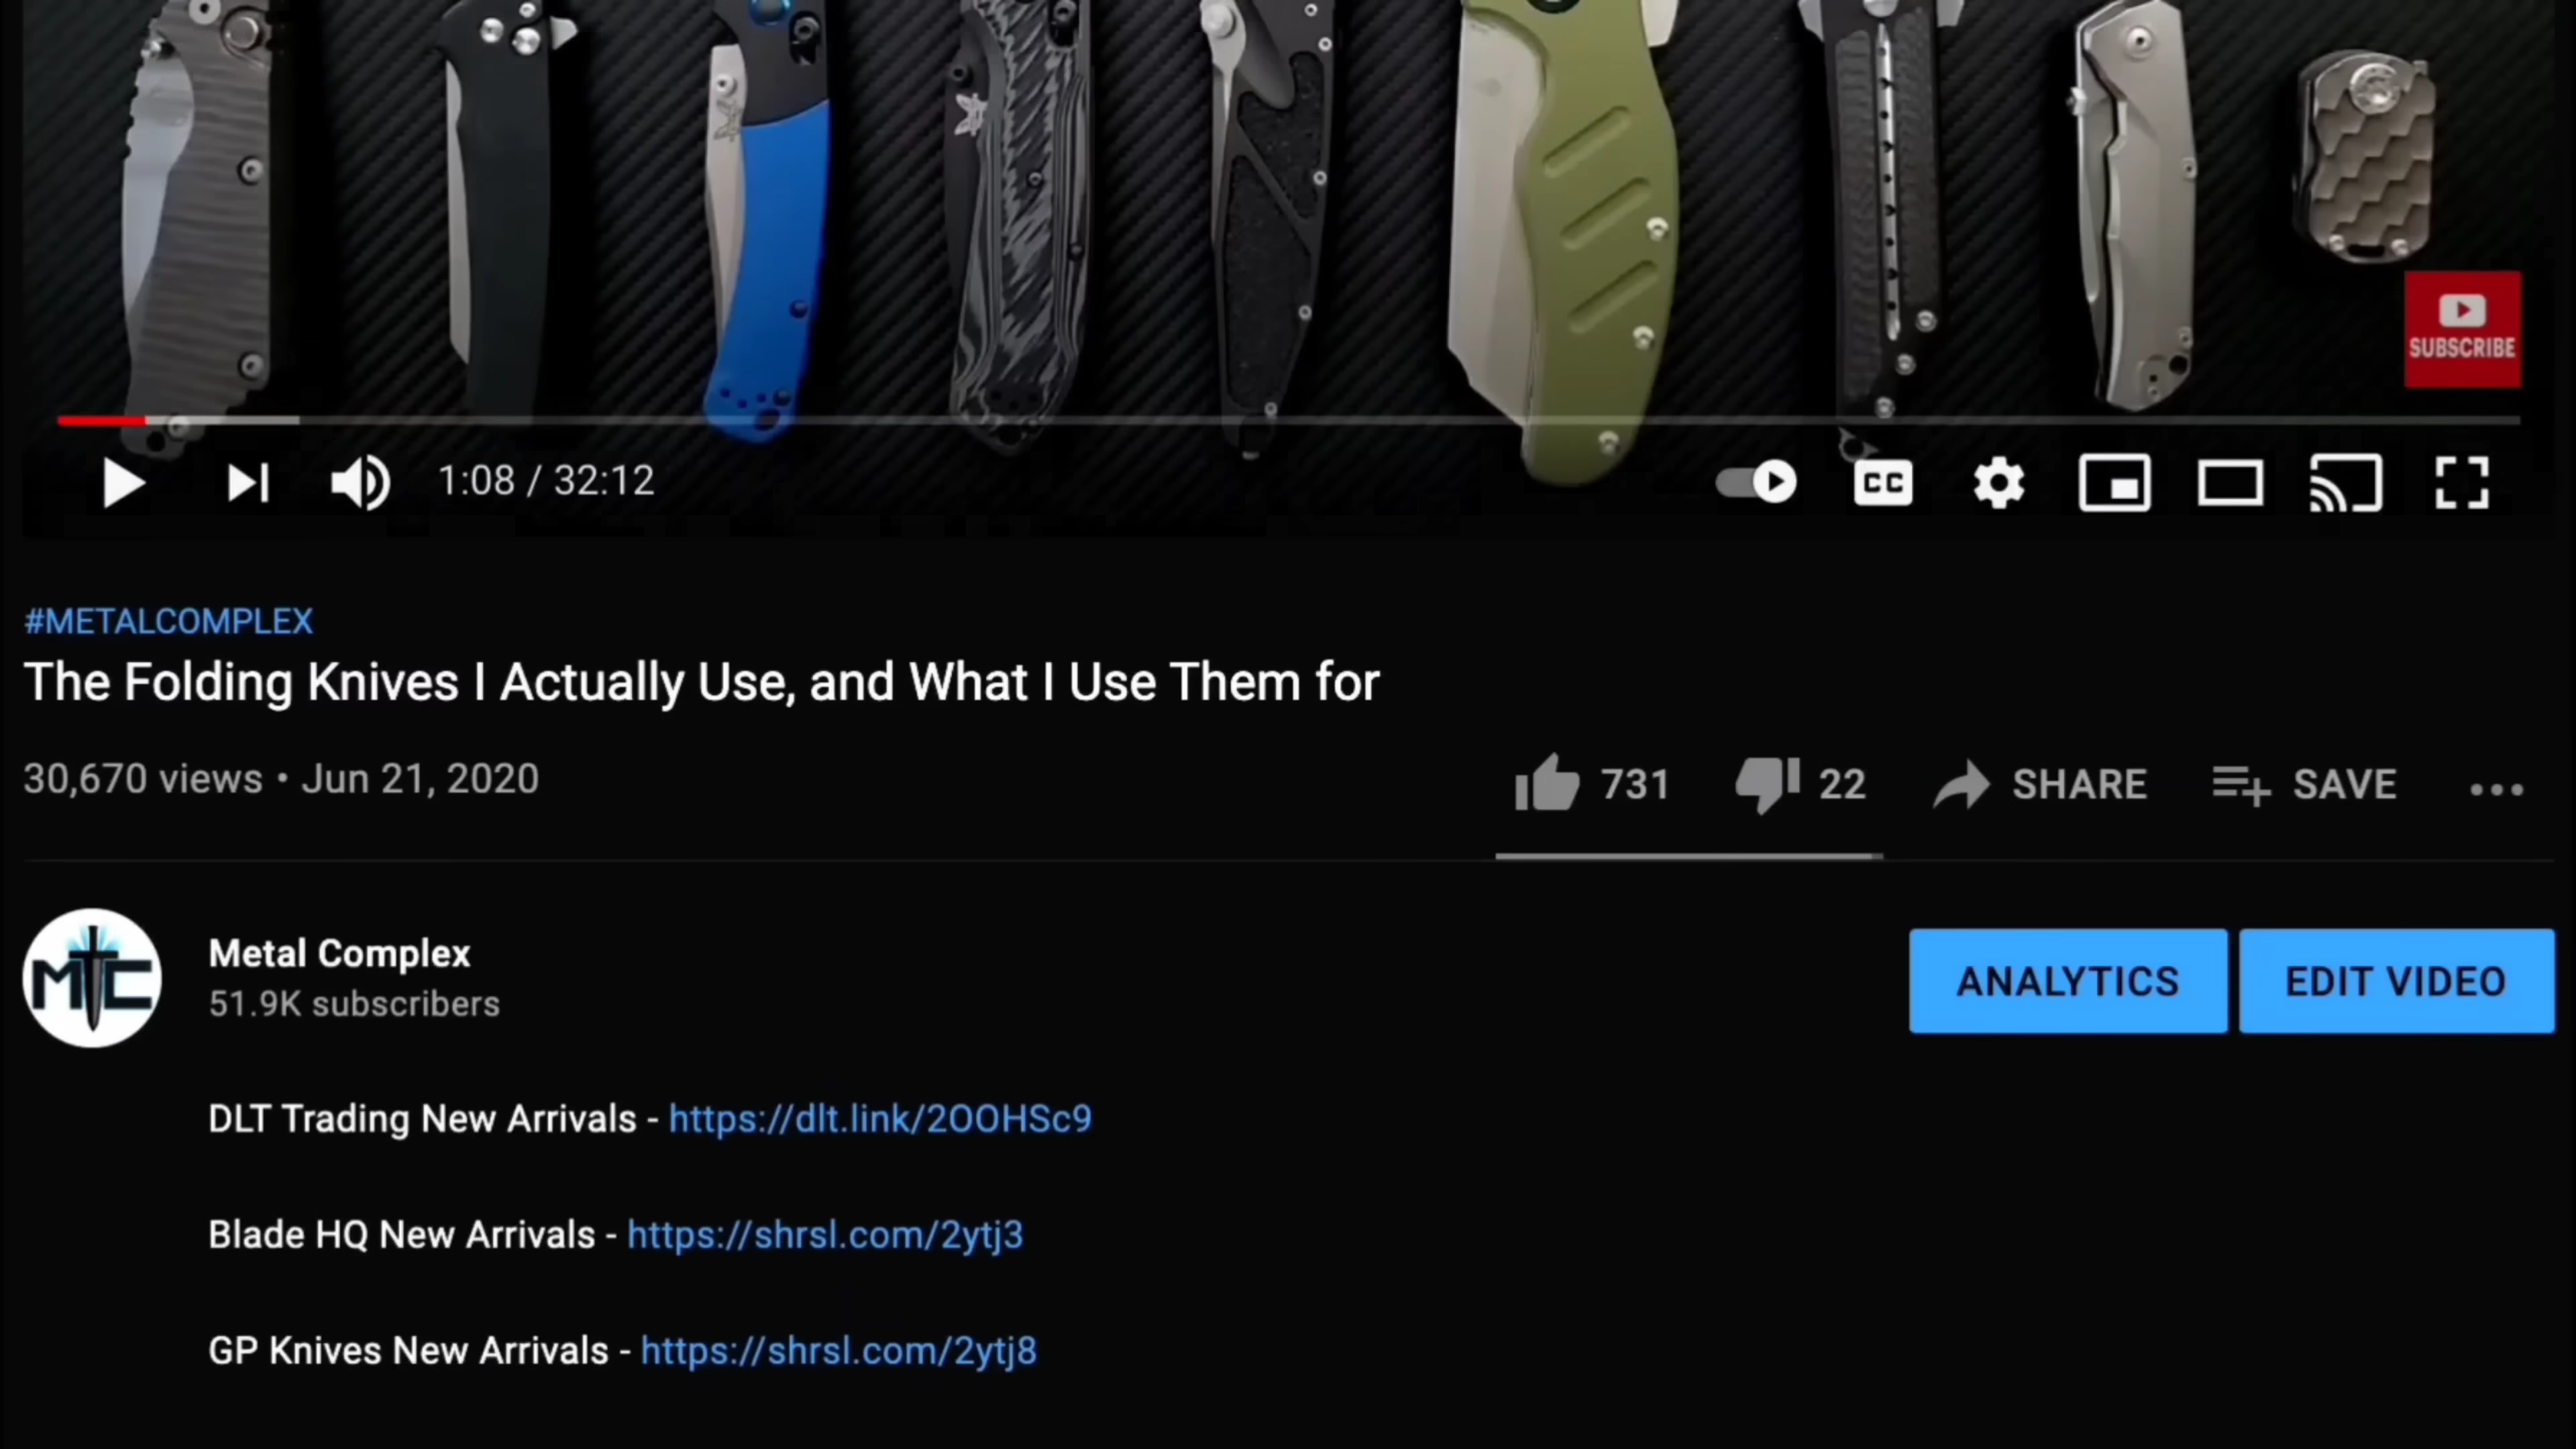 SUBSCRIBE
1:08 / 32:12
CC
#METALCOMPLEX
The Folding Knives I Actually Use, and What I Use Them for
30,670 views • Jun 21, 2020
731 22 SHARE SAVE ...
MTC
Metal Complex
51.9K subscribers
ANALYTICS EDIT VIDEO
DLT Trading New Arrivals - https://dlt.link/2OOHSc9
Blade HQ New Arrivals - https://shrsl.com/2ytj3
GP Knives New Arrivals - https://shrsl.com/2ytj8